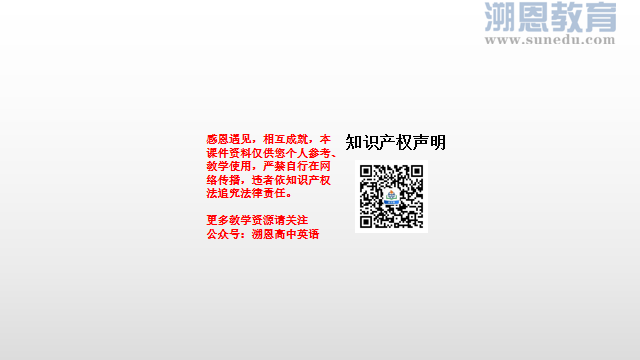 溯恩教育
www.sunedu.com
知识产权声明
感恩遇见，相互成就，本
课件资料仅供您个人参考、
教学使用，严禁自行在网
络传播，违者依知识产权
法追究法律责任。
更多教学资源请关注
公众号：溯恩高中英语